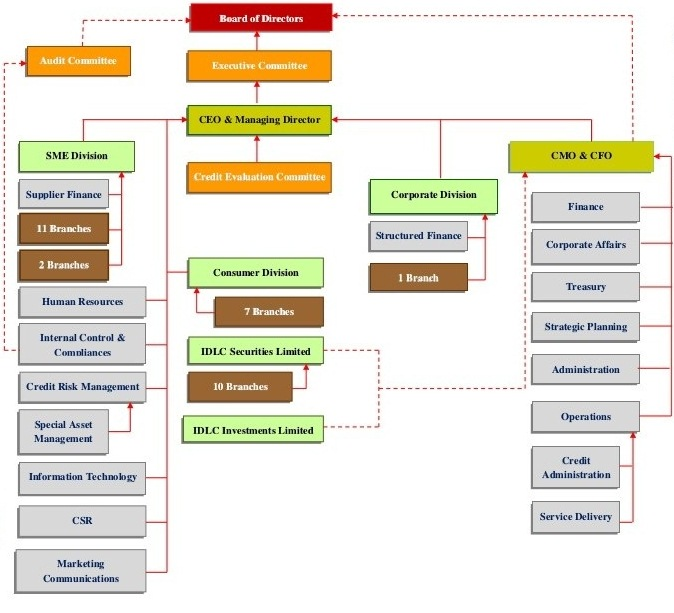 Board of Directors
Audit Committee
Executive Committee
CEO & Managing Director
SME Division
CMO & CFO
Credit Evaluation Committee
Supplier Finance
11 Branches
2 Branches
Corporate Division
Structured Finance
1 Branch
Finance
Corporate Affairs
Treasury
Strategic Planning
Administration
Operations
Credit
Administration
Service Delivery
Consumer Division
7 Branches
IDLC Securities Limited
10 Branches
IDLC Investments Limited
Human Resources
Internal Control &
Compliances
Credit Risk Management
Special Asset
Management
Information Technology
CSR
Marketing
Communications